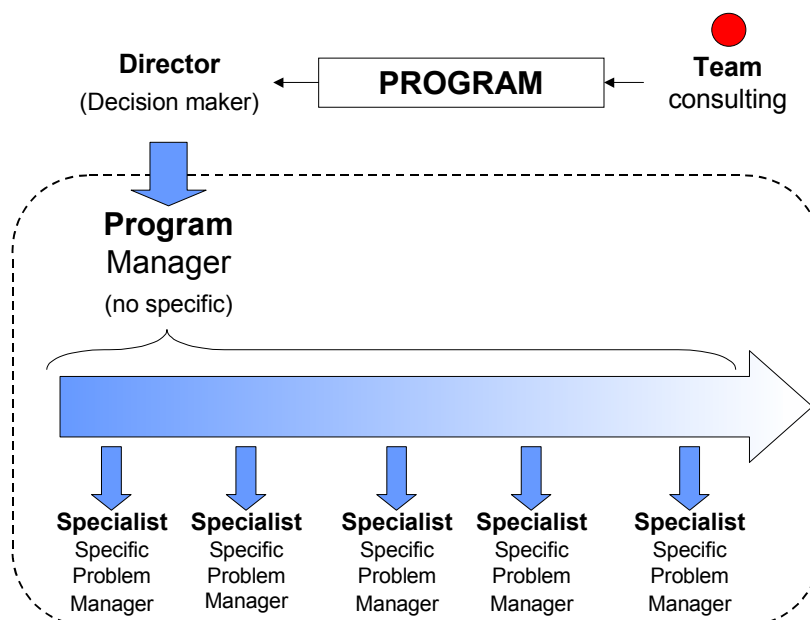 Director
(Decision maker)
PROGRAM
Team
consulting
Program
Manager
(no specific)
Specialist
Specific
Problem
Manager
Specialist
Specific
Problem
Manager
Specialist
Specific
Problem
Manager
Specialist
Specific
Problem
Manager
Specialist
Specific
Problem
Manager